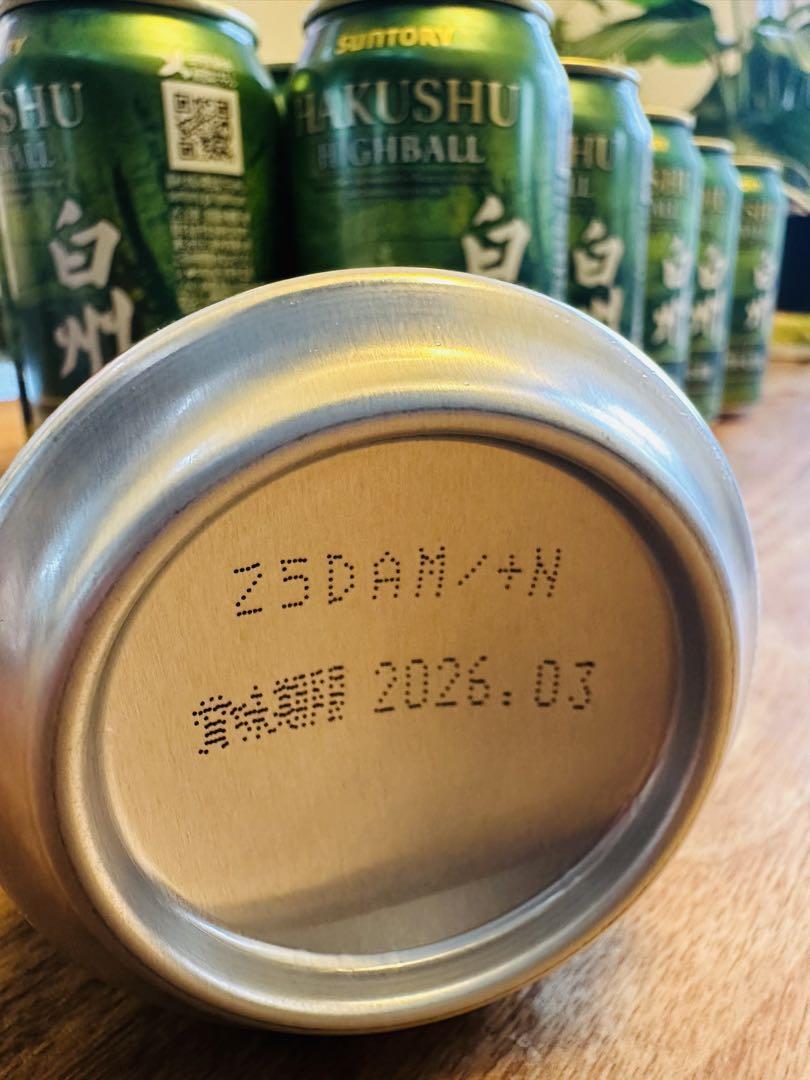 SUNTORY
HAKUSHU
HIGHBALL
白州
Z5DAM/+N
賞味期限 2026.03